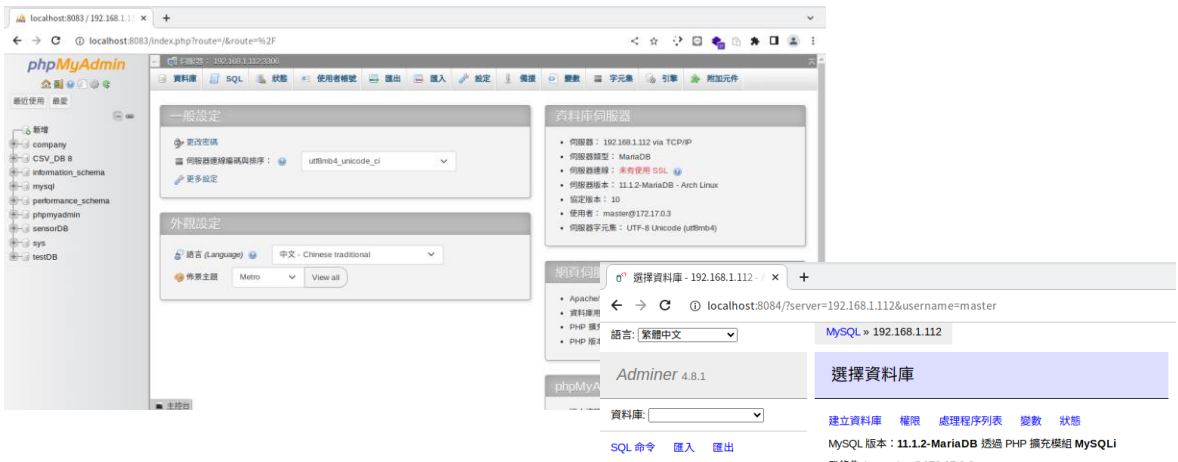 localhost:8083 / 192.168.1.1
localhost:8083/index.php?route=/&route=%2F
phpMyAdmin
最近使用 最愛
新增
company
CSV_DB 8
information_schema
mysql
performance_schema
phpmyadmin
sensorDB
sys
testDB
伺服器: 192.168.1.112:3306
資料庫 SQL 狀態 使用者帳號 匯出 匯入 設定 備援 變數 字元集 引擎 附加元件
一般設定
更改密碼
伺服器連線編碼與排序: utf8mb4_unicode_ci
更多設定
外觀設定
語言 (Language) 中文 - Chinese traditional
佈景主題 Metro View all
主控台
資料庫伺服器
• 伺服器: 192.168.1.112 via TCP/IP
• 伺服器類型: MariaDB
• 伺服器連線: 未有使用 SSL
• 伺服器版本: 11.1.2-MariaDB - Arch Linux
• 協定版本: 10
• 使用者: master@172.17.0.3
• 伺服器字元集: UTF-8 Unicode (utf8mb4)
網頁伺
• Apache/
• 資料庫用
• PHP 擴充
• PHP 版本
phpMyA
選擇資料庫 - 192.168.1.112 -
localhost:8084/?server=192.168.1.112&username=master
語言: 繁體中文
MySQL » 192.168.1.112
Adminer 4.8.1
選擇資料庫
資料庫:
SQL 命令 匯入 匯出
建立資料庫 權限 處理程序列表 變數 狀態
MySQL 版本：11.1.2-MariaDB 透過 PHP 擴充模組 MySQLi